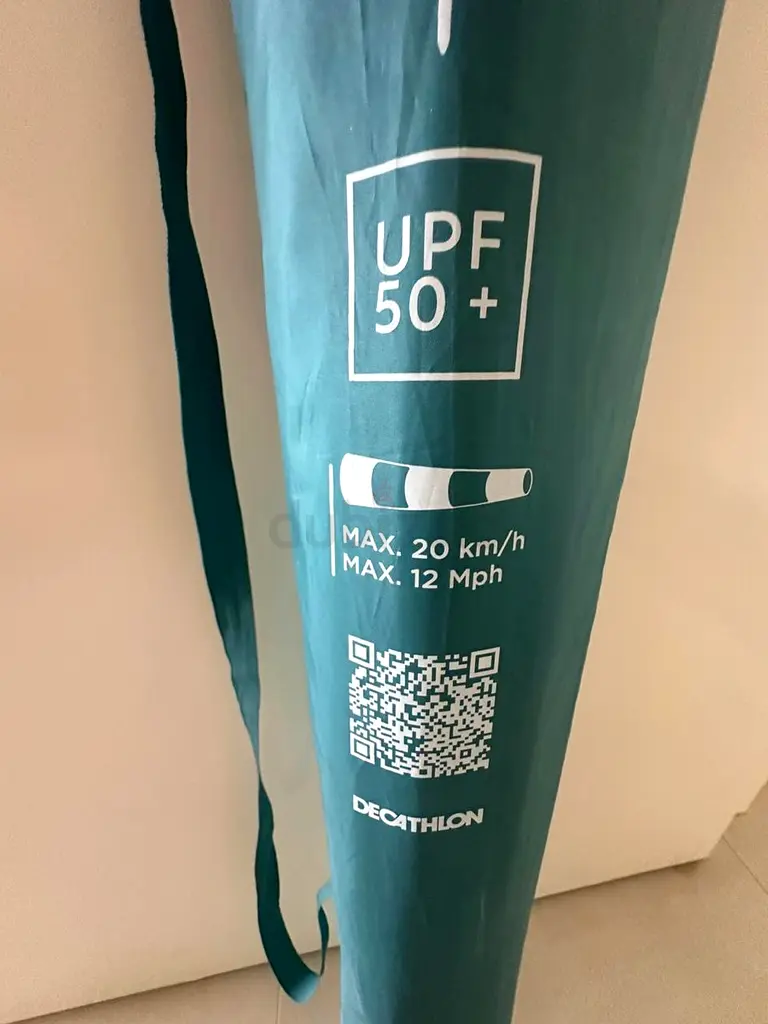 UPF
50 +
MAX. 20 km/h
MAX. 12 Mph
DECATHLON